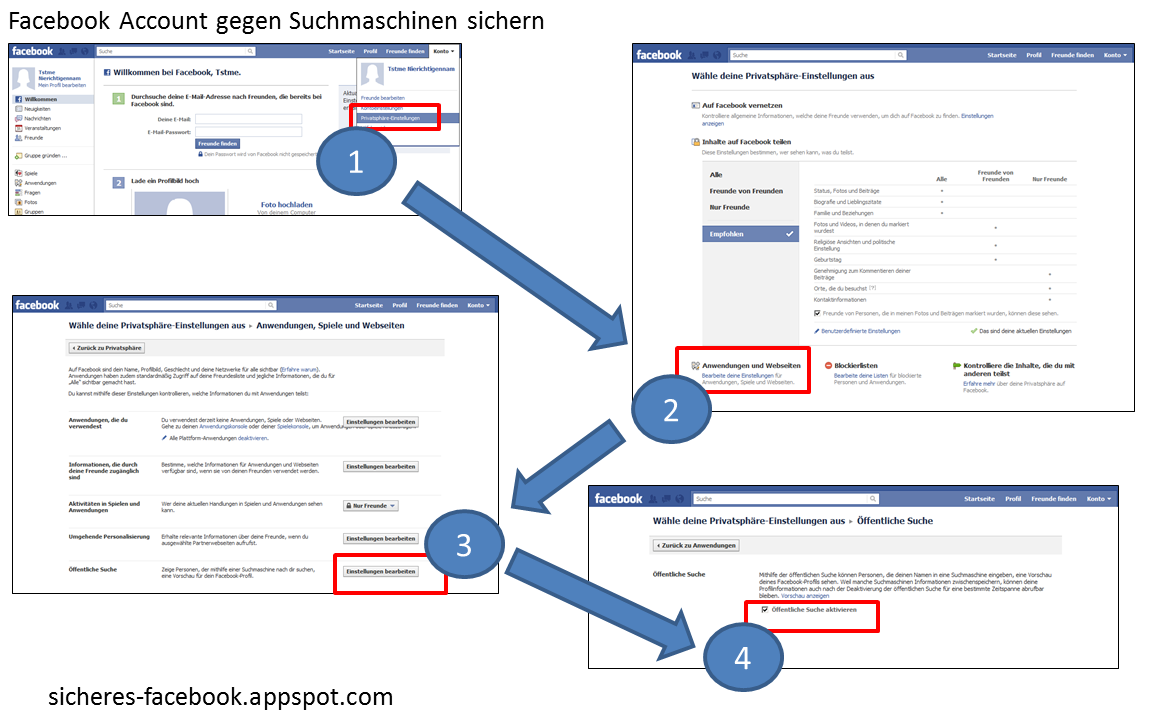 Facebook Account gegen Suchmaschinen sichern
facebook
Suche
Startseite Profil Freunde finden Konto
Tstme
Nierichtigennam
Mein Profil bearbeiten
Willkommen
Neuigkeiten
Nachrichten
Veranstaltungen
Freunde
Gruppe gründen ...
Spiele
Anwendungen
Fragen
Fotos
Gruppen
Willkommen bei Facebook, Tstme.
1 Durchsuche deine E-Mail-Adresse nach Freunden, die bereits bei
Facebook sind.
Deine E-Mail:
E-Mail-Passwort:
Freunde finden
Dein Passwort wird von Facebook nicht gespeichert
2 Lade ein Profilbild hoch
Foto hochladen
Von deinem Computer
Tstme Nierichtigennam
Freunde bearbeiten
Kontoeinstellungen
Privatsphäre-Einstellungen
1
facebook
Suche
Startseite Profil Freunde finden Konto
Wähle deine Privatsphäre-Einstellungen aus
Auf Facebook vernetzen
Kontrolliere allgemeine Informationen, welche deine Freunde verwenden, um dich auf Facebook zu finden. Einstellungen
anzeigen
Inhalte auf Facebook teilen
Diese Einstellungen bestimmen, wer sehen kann, was du teilst.
Alle
Freunde von Freunden
Nur Freunde
Empfohlen
Alle
Freunde von
Freunden
Nur Freunde
Status, Fotos und Beiträge
Biografie und Lieblingszitate
Familie und Beziehungen
Fotos und Videos, in denen du markiert
wurdest
Religiöse Ansichten und politische
Einstellung
Geburtstag
Genehmigung zum Kommentieren deiner
Beiträge
Orte, die du besuchst [?]
Kontaktinformationen
Freunde von Personen, die in meinen Fotos und Beiträgen markiert wurden, können diese sehen.
Benutzerdefinierte Einstellungen
Das sind deine aktuellen Einstellungen
Anwendungen und Webseiten
Bearbeite deine Einstellungen für
Anwendungen, Spiele und Webseiten.
Blockierlisten
Bearbeite deine Listen für blockierte
Personen und Anwendungen.
Kontrolliere die Inhalte, die du mit
anderen teilst
Erfahre mehr über deine Privatsphäre auf
Facebook.
2
facebook
Suche
Startseite Profil Freunde finden Konto
Wähle deine Privatsphäre-Einstellungen aus ▸ Anwendungen, Spiele und Webseiten
Zurück zu Privatsphäre
Auf Facebook sind dein Name, Profilbild, Geschlecht und deine Netzwerke für alle sichtbar (Erfahre warum).
Anwendungen haben zudem standardmäßig Zugriff auf deine Freundesliste und jegliche Informationen, die du für
„Alle" sichtbar gemacht hast.
Du kannst mithilfe dieser Einstellungen kontrollieren, welche Informationen du mit Anwendungen teilst:
Anwendungen, die du
verwendest
Du verwendest derzeit keine Anwendungen, Spiele oder Webseiten.
Gehe zu deinen Anwendungskonsole oder deiner Spielekonsole, um
Alle Plattform-Anwendungen deaktivieren.
Einstellungen bearbeiten
Informationen, die durch
deine Freunde zugänglich
sind
Bestimme, welche Informationen für Anwendungen und Webseiten
verfügbar sind, wenn sie von deinen Freunden verwendet werden.
Einstellungen bearbeiten
Aktivitäten in Spielen und
Anwendungen
Wer deine aktuellen Handlungen in Spielen und Anwendungen sehen
kann.
Nur Freunde
Umgehende Personalisierung
Erhalte relevante Informationen über deine Freunde, wenn du
ausgewählte Partnerwebseiten aufrufst.
Einstellungen bearbeiten
Öffentliche Suche
Zeige Personen, der mithilfe einer Suchmaschine nach dir suchen,
eine Vorschau für dein Facebook-Profil.
Einstellungen bearbeiten
3
facebook
Suche
Startseite Profil Freunde finden Konto
Wähle deine Privatsphäre-Einstellungen aus ▸ Öffentliche Suche
Zurück zu Anwendungen
Öffentliche Suche
Mithilfe der öffentlichen Suche können Personen, die deinen Namen in eine Suchmaschine eingeben, eine Vorschau
deines Facebook-Profils sehen. Weil manche Suchmaschinen Informationen zwischenspeichern, können deine
Profilinformationen auch nach der Deaktivierung der öffentlichen Suche für eine bestimmte Zeitspanne abrufbar
bleiben. Vorschau anzeigen
Öffentliche Suche aktivieren
4
sicheres-facebook.appspot.com